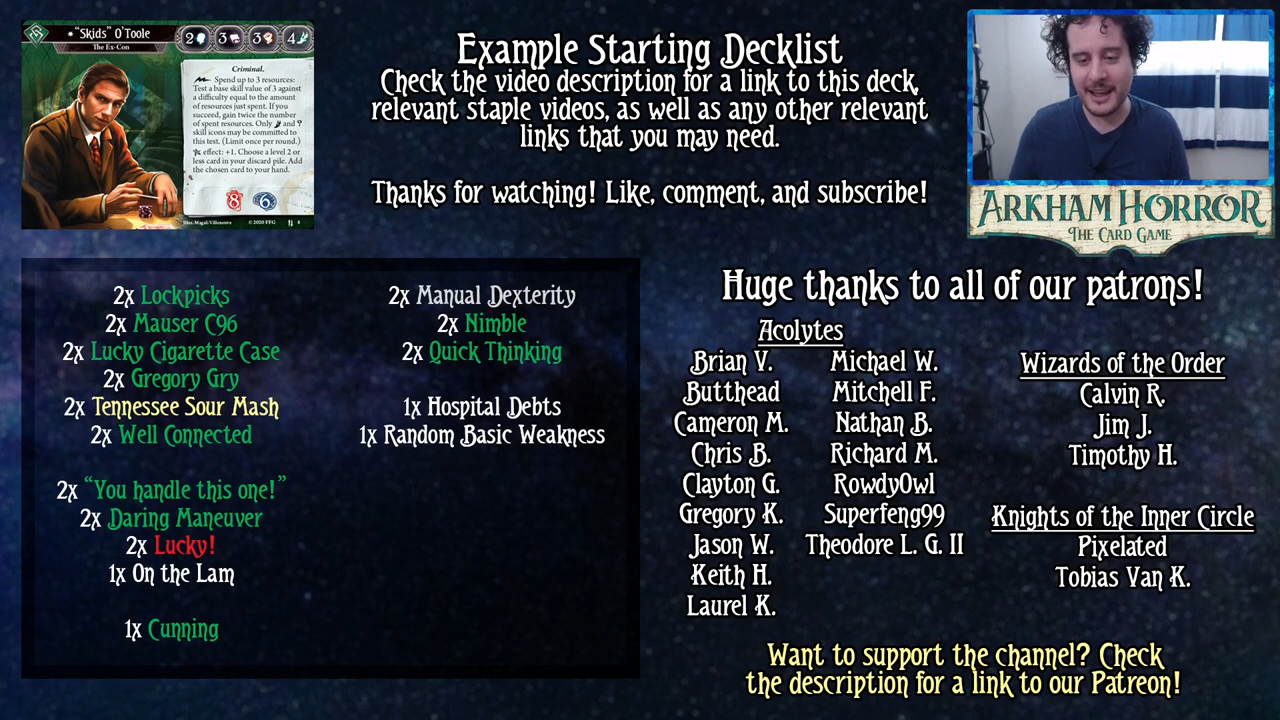 "Skids" O'Toole
The Ex-Con
2 3 3 4
Criminal.
Spend up to 3 resources:
Test a base skill value of 3 against
a difficulty equal to the amount
of resources just spent. If you
succeed, gain twice the number
of spent resources. Only and ?
skill icons may be committed to
this test. (Limit once per round.)
effect: +1. Choose a level 2 or
less card in your discard pile. Add
the chosen card to your hand.
8 6
Illus. Magali Villeneuve © 2020 FFG 8
Example Starting Decklist
Check the video description for a link to this deck,
relevant staple videos, as well as any other relevant
links that you may need.
Thanks for watching! Like, comment, and subscribe!
ARKHAM HORROR
THE CARD GAME
2x Lockpicks
2x Mauser C96
2x Lucky Cigarette Case
2x Gregory Gry
2x Tennessee Sour Mash
2x Well Connected
2x "You handle this one!"
2x Daring Maneuver
2x Lucky!
1x On the Lam
1x Cunning
2x Manual Dexterity
2x Nimble
2x Quick Thinking
1x Hospital Debts
1x Random Basic Weakness
Huge thanks to all of our patrons!
Acolytes
Brian V.
Butthead
Cameron M.
Chris B.
Clayton G.
Gregory K.
Jason W.
Keith H.
Laurel K.
Michael W.
Mitchell F.
Nathan B.
Richard M.
RowdyOwl
Superfeng99
Theodore L. G. II
Wizards of the Order
Calvin R.
Jim J.
Timothy H.
Knights of the Inner Circle
Pixelated
Tobias Van K.
Want to support the channel? Check
the description for a link to our Patreon!